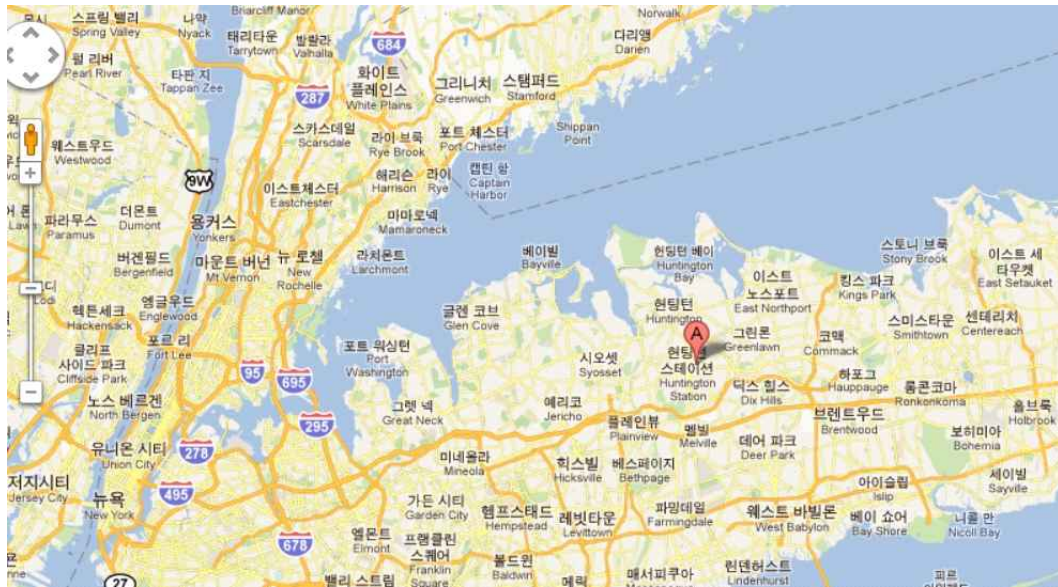 스프링 밸리
Spring Valley
나약
Nyack
Briarcliff Manor
태리타운
Tarrytown
발할라
Valhalla
684
Norwalk
다리앵
Darien
펄 리버
Pearl River
타판 지
Tappan Zee
화이트
플레인스
White Plains
287
그리니치
Greenwich
스탬퍼드
Stamford
스카스데일
Scarsdale
라이 브룩
Rye Brook
포트 체스터
Port Chester
Shippan
Point
웨스트우드
Westwood
9W
이스트체스터
Eastchester
해리슨
Harrison
라이
Rye
캡틴 항
Captain
Harbor
파라무스
Paramus
더몬트
Dumont
용커스
Yonkers
마마로넥
Mamaroneck
버겐필드
Bergenfield
마운트 버넌
Mt Vernon
뉴 로첼
New
Rochelle
라치몬트
Larchmont
베이빌
Bayville
헌팅턴 베이
Huntington
Bay
스토니 브룩
Stony Brook
이스트 세
타우켓
East Setauket
Lodi
헥튼세크
Hackensack
엥글우드
Englewood
글렌 코브
Glen Cove
헌팅턴
Huntington
이스트
노스포트
East Northport
킹스 파크
Kings Park
클리프
사이드 파크
Cliffside Park
포르 리
Fort Lee
95
695
포트 워싱턴
Port
Washington
시오셋
Syosset
A
스테이션
Huntington
Station
그린론
Greenlawn
코맥
Commack
스미스타운
Smithtown
센테리치
Centereach
노스 베르겐
North Bergen
295
그렛 넥
Great Neck
예리코
Jericho
딕스 힐스
Dix Hills
하포그
Hauppauge
롱콘코마
Ronkonkoma
유니온 시티
Union City
278
미네올라
Mineola
플레인뷰
Plainview
멜빌
Melville
데어 파크
Deer Park
브렌트우드
Brentwood
홀브룩
Holbrook
보히미아
Bohemia
저지시티
Jersey City
뉴욕
New York
495
가든 시티
Garden City
힉스빌
Hicksville
베스페이지
Bethpage
아이슬립
Islip
세이빌
Sayville
엘몬트
Elmont
678
프랭클린
스퀘어
Franklin
Square
헴프스태드
Hempstead
레빗타운
Levittown
파밍데일
Farmingdale
웨스트 바빌론
West Babylon
베이 쇼어
Bay Shore
니콜 만
Nicoll Bay
27
밸리 스트림
볼드윈
Baldwin
메릭
매서피쿠아
린덴허스트
Lindenhurst
피르